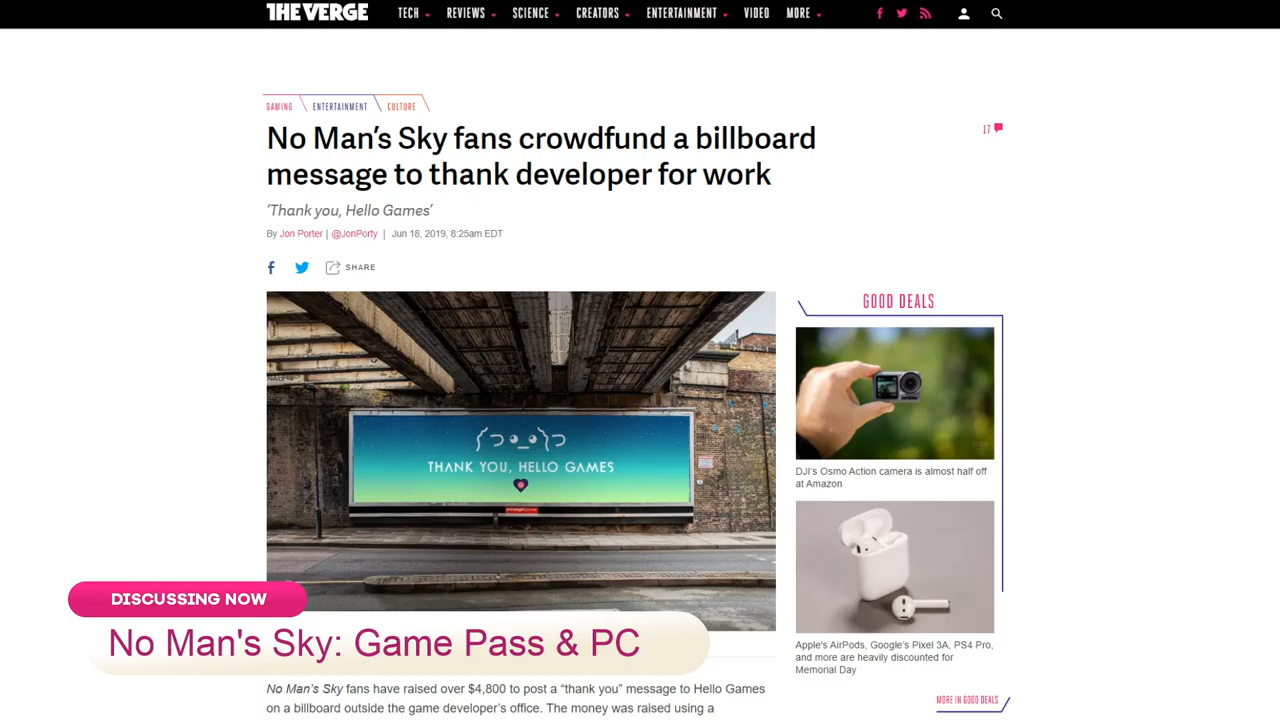 THE VERGE
TECH REVIEWS SCIENCE CREATORS ENTERTAINMENT VIDEO MORE
GAMING ENTERTAINMENT CULTURE
No Man's Sky fans crowdfund a billboard
message to thank developer for work
17
'Thank you, Hello Games'
By Jon Porter | @JonPorty | Jun 18, 2019, 8:25am EDT
SHARE
THANK YOU, HELLO GAMES
GOOD DEALS
DJI's Osmo Action camera is almost half off
at Amazon
Apple's AirPods, Google's Pixel 3A, PS4 Pro,
and more are heavily discounted for
Memorial Day
MORE IN GOOD DEALS
DISCUSSING NOW
No Man's Sky: Game Pass & PC
No Man's Sky fans have raised over $4,800 to post a "thank you" message to Hello Games
on a billboard outside the game developer's office. The money was raised using a